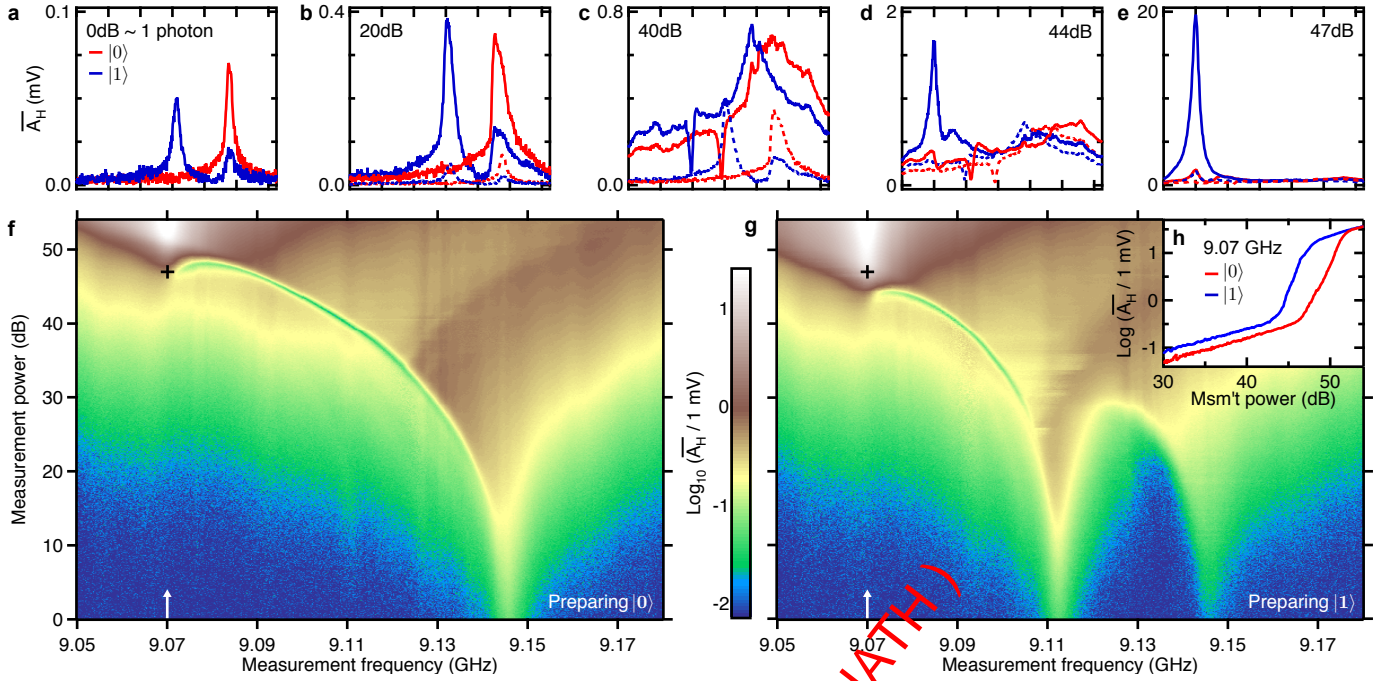 a
0dB ~ 1 photon
|0⟩
|1⟩
0.1
0.0
A_H (mV)
b
20dB
0.4
0.0
c
40dB
0.8
0.0
d
44dB
2
0
e
47dB
20
0
f
50
40
30
20
10
0
Measurement power (dB)
+
Preparing |0⟩
9.05 9.07 9.09 9.11 9.13 9.15 9.17
Measurement frequency (GHz)
1
0
-1
-2
Log₁₀ (A_H / 1 mV)
g
+
Preparing |1⟩
9.05 9.07 9.09 9.11 9.13 9.15 9.17
Measurement frequency (GHz)
h
9.07 GHz
|0⟩
|1⟩
1
0
-1
Log (A_H / 1 mV)
30 40 50
Msm't power (dB)